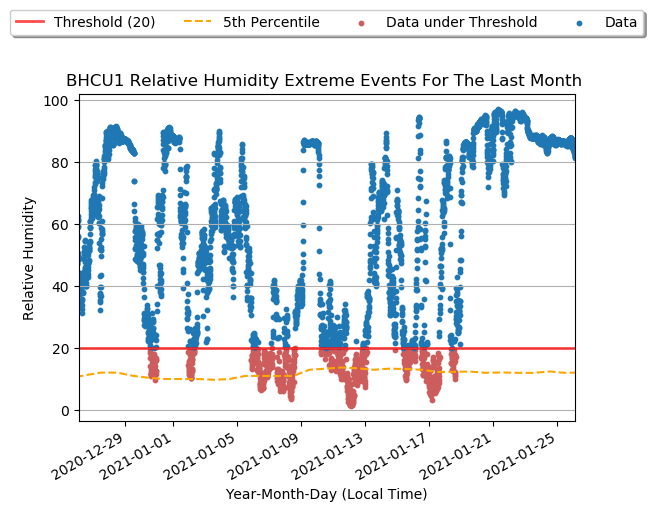 Threshold (20) 5th Percentile Data under Threshold Data
BHCU1 Relative Humidity Extreme Events For The Last Month
100
80
60
40
20
0
Relative Humidity
2020-12-29 2021-01-01 2021-01-05 2021-01-09 2021-01-13 2021-01-17 2021-01-21 2021-01-25
Year-Month-Day (Local Time)